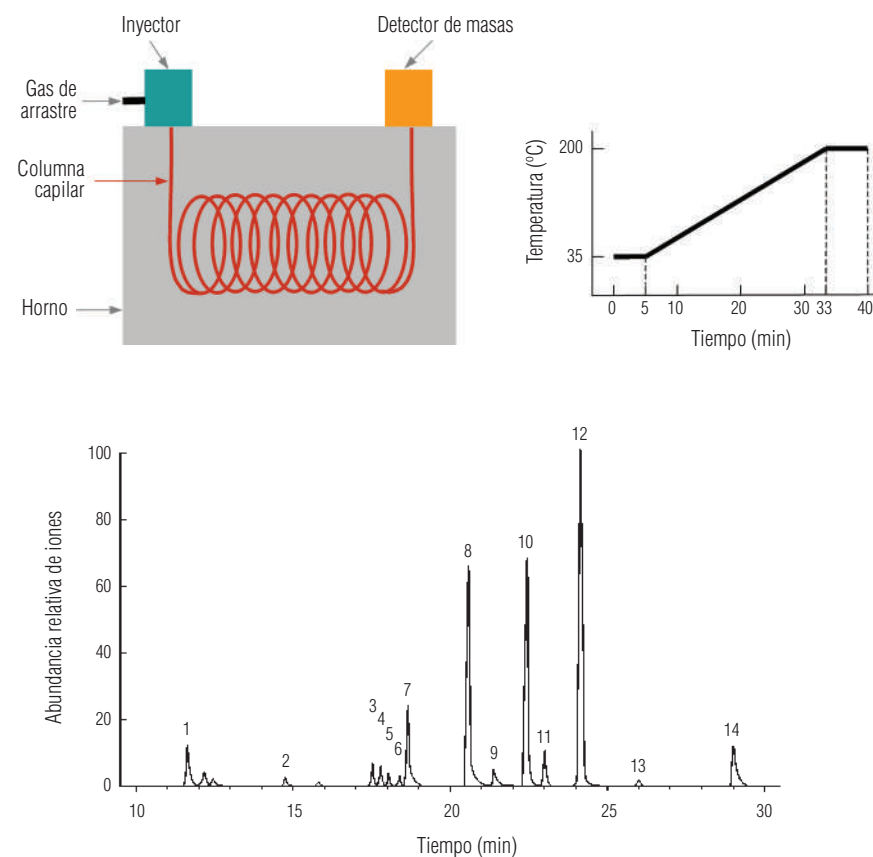 Inyector
Detector de masas
Gas de
arrastre
Columna
capilar
Horno
Temperatura (ºC)
200
35
0 5 10 20 30 33 40
Tiempo (min)
Abundancia relativa de iones
100
80
60
40
20
0
1
2
3
4
5
6
7
8
9
10
11
12
13
14
10 15 20 25 30
Tiempo (min)